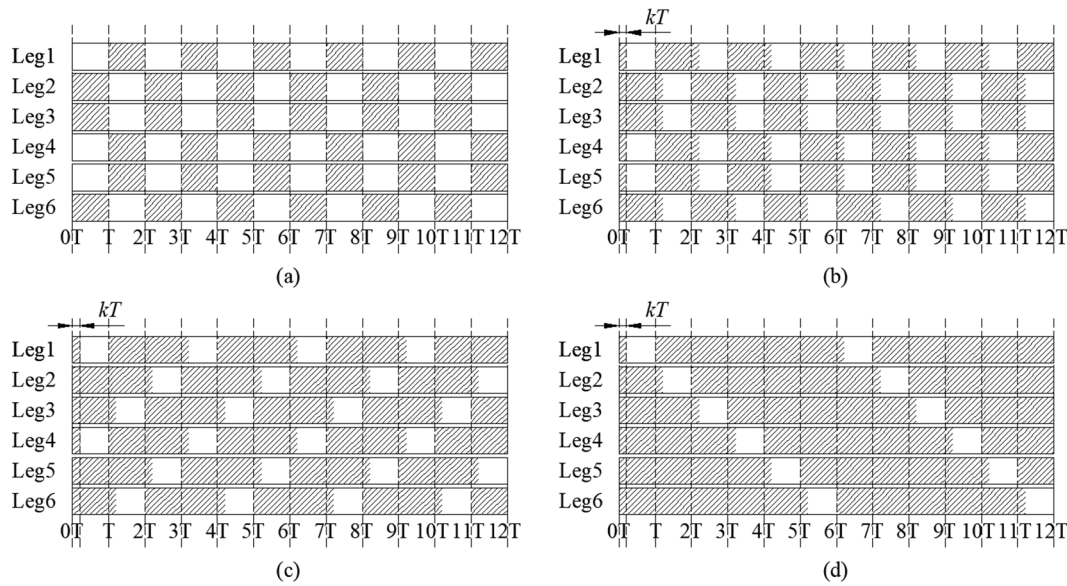 kT
Leg1
Leg2
Leg3
Leg4
Leg5
Leg6
0T T 2T 3T 4T 5T 6T 7T 8T 9T 10T 11T 12T
(a)
Leg1
Leg2
Leg3
Leg4
Leg5
Leg6
0T T 2T 3T 4T 5T 6T 7T 8T 9T 10T 11T 12T
(b)
kT
Leg1
Leg2
Leg3
Leg4
Leg5
Leg6
0T T 2T 3T 4T 5T 6T 7T 8T 9T 10T 11T 12T
(c)
kT
Leg1
Leg2
Leg3
Leg4
Leg5
Leg6
0T T 2T 3T 4T 5T 6T 7T 8T 9T 10T 11T 12T
(d)